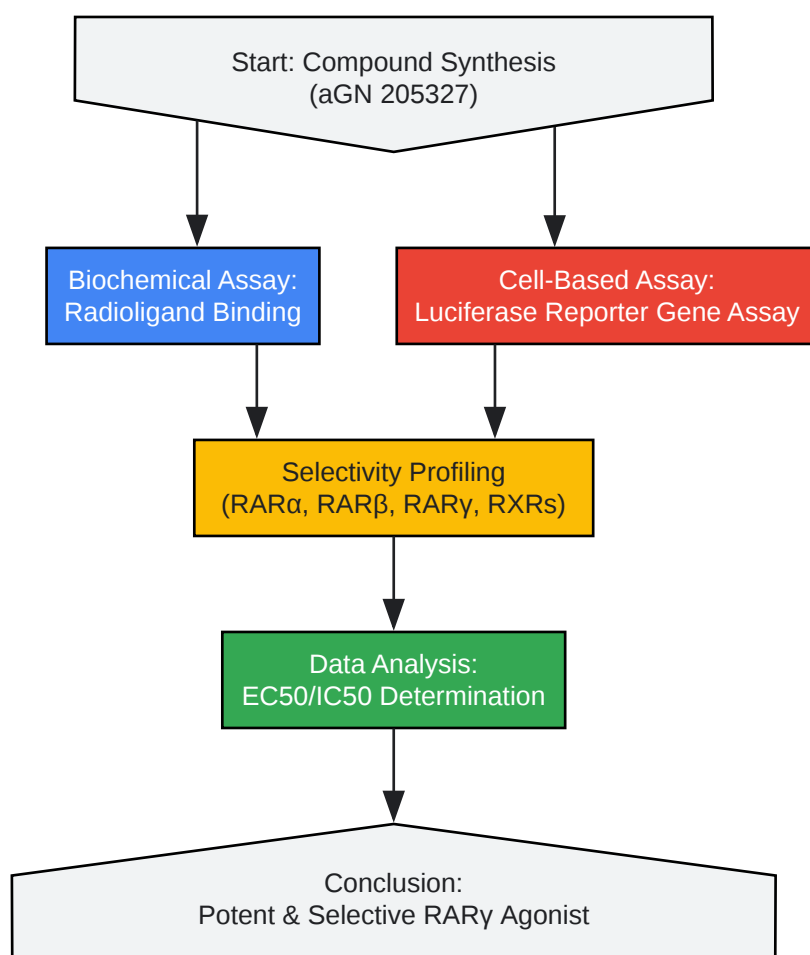 Start: Compound Synthesis
(aGN 205327)
Biochemical Assay:
Radioligand Binding
Cell-Based Assay:
Luciferase Reporter Gene Assay
Selectivity Profiling
(RARα, RARβ, RARγ, RXRs)
Data Analysis:
EC50/IC50 Determination
Conclusion:
Potent & Selective RARγ Agonist